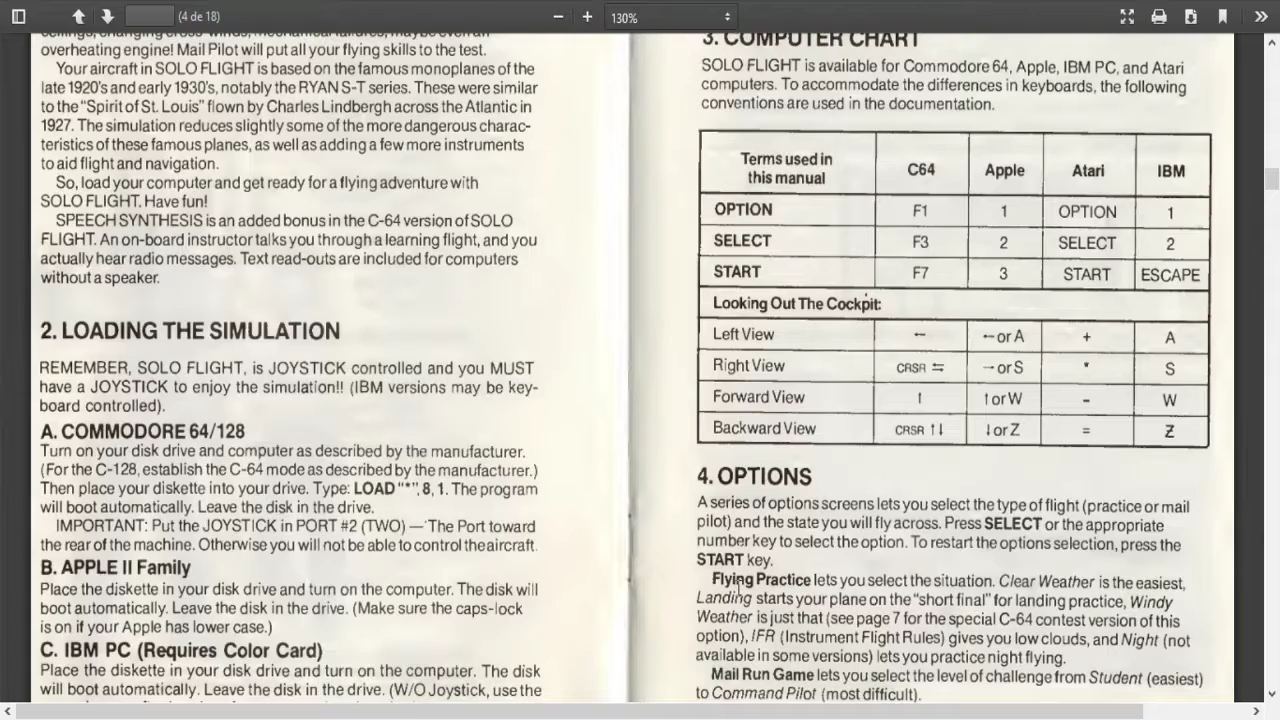 (4 de 18)
130%
ceilings, changing cross-winds, mechanical failures, maybe even an
overheating engine! Mail Pilot will put all your flying skills to the test.
Your aircraft in SOLO FLIGHT is based on the famous monoplanes of the
late 1920's and early 1930's, notably the RYAN S-T series. These were similar
to the "Spirit of St. Louis" flown by Charles Lindbergh across the Atlantic in
1927. The simulation reduces slightly some of the more dangerous charac-
teristics of these famous planes, as well as adding a few more instruments
to aid flight and navigation.
So, load your computer and get ready for a flying adventure with
SOLO FLIGHT. Have fun!
SPEECH SYNTHESIS is an added bonus in the C-64 version of SOLO
FLIGHT. An on-board instructor talks you through a learning flight, and you
actually hear radio messages. Text read-outs are included for computers
without a speaker.
2. LOADING THE SIMULATION
REMEMBER, SOLO FLIGHT, is JOYSTICK controlled and you MUST
have a JOYSTICK to enjoy the simulation!! (IBM versions may be key-
board controlled).
A. COMMODORE 64/128
Turn on your disk drive and computer as described by the manufacturer.
(For the C-128, establish the C-64 mode as described by the manufacturer.)
Then place your diskette into your drive. Type: LOAD "*", 8, 1. The program
will boot automatically. Leave the disk in the drive.
IMPORTANT: Put the JOYSTICK in PORT #2 (TWO) — The Port toward
the rear of the machine. Otherwise you will not be able to control the aircraft.
B. APPLE II Family
Place the diskette in your disk drive and turn on the computer. The disk will
boot automatically. Leave the disk in the drive. (Make sure the caps-lock
is on if your Apple has lower case.)
C. IBM PC (Requires Color Card)
Place the diskette in your disk drive and turn on the computer. The disk
will boot automatically. Leave the disk in the drive. (W/O Joystick, use the
3. COMPUTER CHART
SOLO FLIGHT is available for Commodore 64, Apple, IBM PC, and Atari
computers. To accommodate the differences in keyboards, the following
conventions are used in the documentation.
Terms used in this manual C64 Apple Atari IBM
OPTION F1 1 OPTION 1
SELECT F3 2 SELECT 2
START F7 3 START ESCAPE
Looking Out The Cockpit:
Left View ← ← or A + A
Right View CRSR ⇆ → or S * S
Forward View ↑ ↑ or W - W
Backward View CRSR ↑↓ ↓ or Z = Z
4. OPTIONS
A series of options screens lets you select the type of flight (practice or mail
pilot) and the state you will fly across. Press SELECT or the appropriate
number key to select the option. To restart the options selection, press the
START key.
Flying Practice lets you select the situation. Clear Weather is the easiest,
Landing starts your plane on the "short final" for landing practice, Windy
Weather is just that (see page 7 for the special C-64 contest version of this
option), IFR (Instrument Flight Rules) gives you low clouds, and Night (not
available in some versions) lets you practice night flying.
Mail Run Game lets you select the level of challenge from Student (easiest)
to Command Pilot (most difficult).